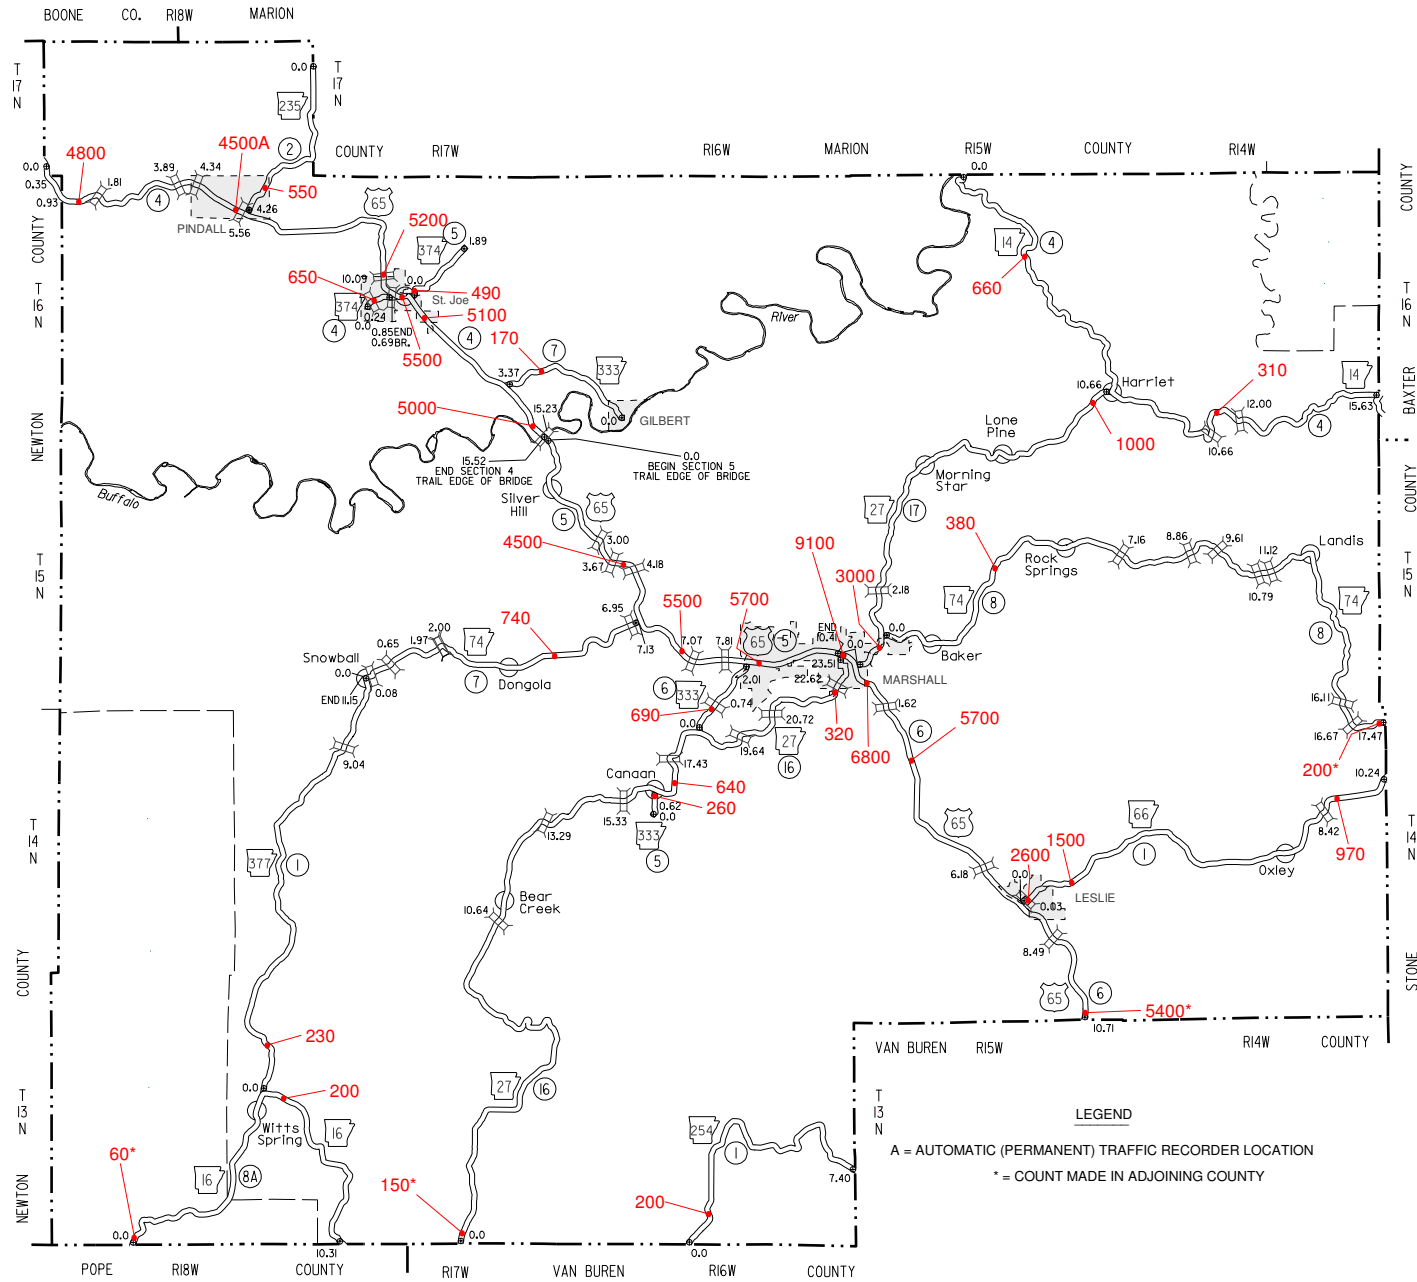 BOONE CO. R18W MARION
T
17
N
T
17
N
0.0
235
4500A
2
COUNTY R17W R16W MARION R15W COUNTY R14W
0.0
4800
0.0
0.35
0.93
1.81
3.89
4.34
4
550
4.26
PINDALL
5.56
65
5200
5
1.89
374
14
4
660
COUNTY
T
16
N
COUNTY
T
16
N
650
10.09
0.0
490
St. Joe
374
0.24
0.0
4
0.85END
0.69BR.
5100
5500
4
170
7
333
River
3.37
0.0
GILBERT
10.66
Harriet
310
14
15.63
BAXTER
12.00
4
10.66
1000
5000
15.23
15.52
END SECTION 4
TRAIL EDGE OF BRIDGE
0.0
BEGIN SECTION 5
TRAIL EDGE OF BRIDGE
NEWTON
Buffalo
Lone
Pine
Morning
Star
Silver
Hill
65
5
27
17
COUNTY
3.00
4500
3.67
4.18
9100
3000
380
Rock
Springs
7.16
8.86
9.61
11.12
10.79
Landis
T
15
N
T
15
N
2.18
74
8
74
8
740
6.95
7.13
5500
7.07
7.81
5700
65
5
END
10.41
0.0
0.0
Baker
23.51
22.62
MARSHALL
2.01
Snowball
0.0
0.65
1.97
2.00
74
7
Dongola
0.08
END 11.15
6
333
690
0.74
0.0
20.72
19.64
27
16
320
6800
1.62
6
5700
16.11
16.67
17.47
200*
10.24
9.04
17.43
Canaan
640
260
0.62
0.0
333
5
15.33
13.29
65
66
1
8.42
970
T
14
N
T
14
N
377
1
6.18
2600
1500
0.0
0.13
LESLIE
Oxley
Bear
Creek
10.64
8.49
65
6
5400*
10.71
COUNTY
STONE
230
VAN BUREN R15W R14W COUNTY
0.0
200
Witts
Spring
16
27
16
T
13
N
T
13
N
254
1
7.40
LEGEND
A = AUTOMATIC (PERMANENT) TRAFFIC RECORDER LOCATION
* = COUNT MADE IN ADJOINING COUNTY
60*
16
8A
150*
200
NEWTON
0.0
10.31
0.0
0.0
POPE R18W COUNTY R17W VAN BUREN R16W COUNTY